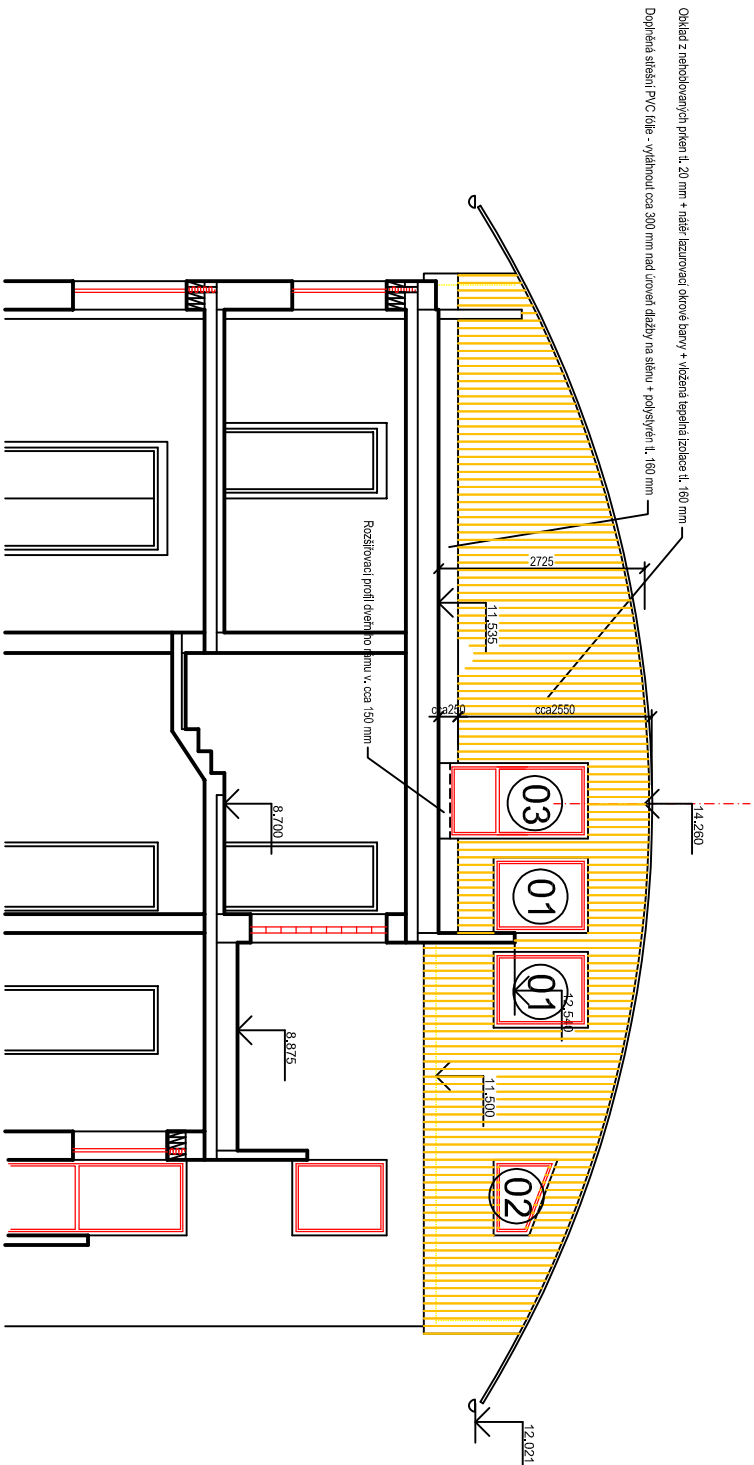 Obklad z nehoblovaných prken tl. 20 mm + nátěr lazurovací okrové barvy + vložená tepelná izolace tl. 160 mm
Doplněná střešní PVC fólie - vytáhnout cca 300 mm nad úroveň dlažby na stěnu + polystyrén tl. 160 mm
14.260
2725
cca2550
cca250
11.535
03
01
01
12.540
11.500
02
12.021
Rozšiřovací profil dveřního rámu v. cca 150 mm
8.700
8.875